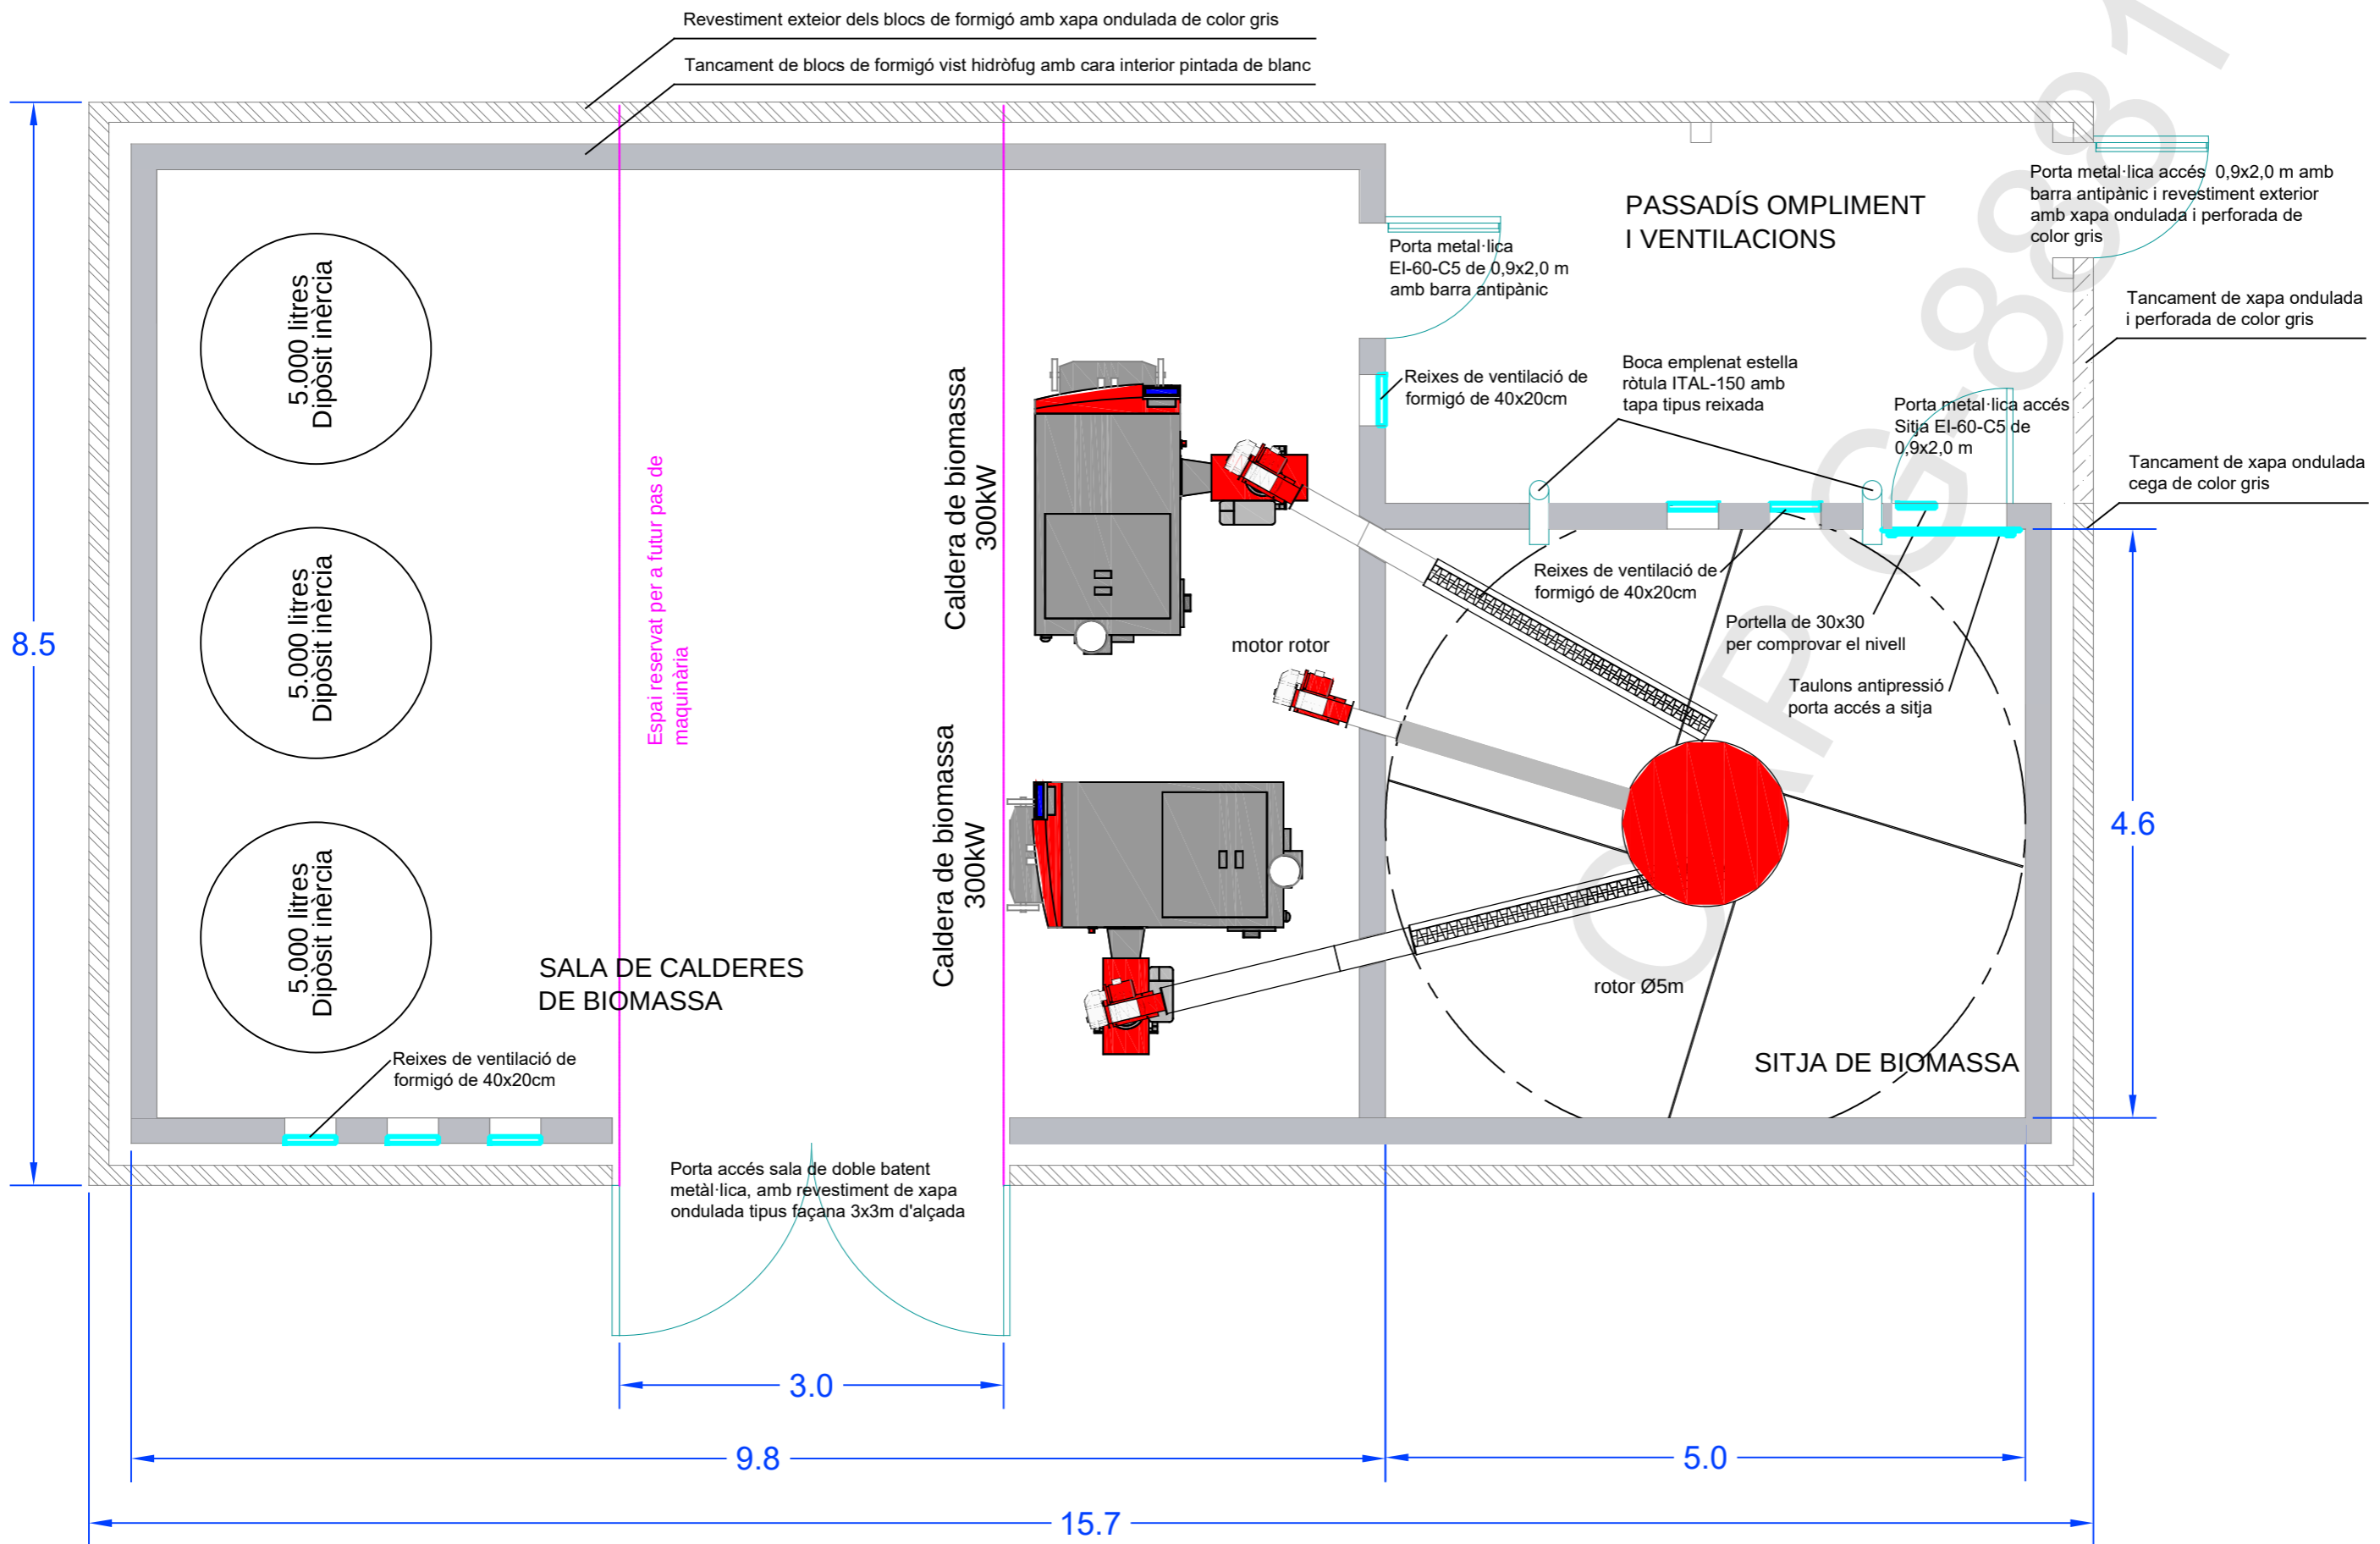 Revestiment exteior dels blocs de formigó amb xapa ondulada de color gris
Tancament de blocs de formigó vist hidròfug amb cara interior pintada de blanc
PASSADÍS OMPLIMENT
I VENTILACIONS
Porta metal·lica accés 0,9x2,0 m amb
barra antipànic i revestiment exterior
amb xapa ondulada i perforada de
color gris
Porta metal·lica
EI-60-C5 de 0,9x2,0 m
amb barra antipànic
Tancament de xapa ondulada
i perforada de color gris
5.000 litres
Dipòsit inèrcia
Caldera de biomassa
300kW
Reixes de ventilació de
formigó de 40x20cm
Boca emplenat estella
ròtula ITAL-150 amb
tapa tipus reixada
Porta metal·lica accés
Sitja EI-60-C5 de
0,9x2,0 m
Tancament de xapa ondulada
cega de color gris
Espai reservat per a futur pas de
maquinària
8.5
5.000 litres
Dipòsit inèrcia
motor rotor
Reixes de ventilació de
formigó de 40x20cm
Portella de 30x30
per comprovar el nivell
Taulons antipressió
porta accés a sitja
4.6
5.000 litres
Dipòsit inèrcia
Caldera de biomassa
300kW
SALA DE CALDERES
DE BIOMASSA
rotor Ø5m
SITJA DE BIOMASSA
Reixes de ventilació de
formigó de 40x20cm
Porta accés sala de doble batent
metàl·lica, amb revestiment de xapa
ondulada tipus façana 3x3m d'alçada
3.0
9.8
5.0
15.7